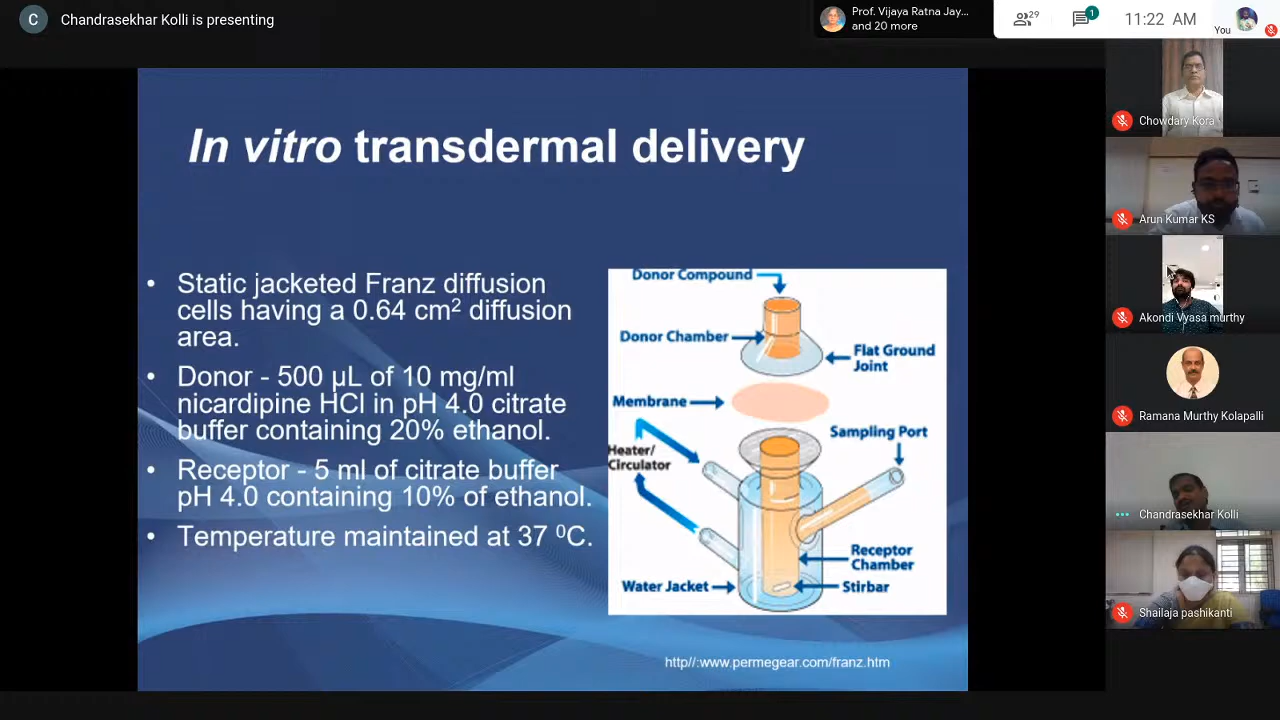 C
Chandrasekhar Kolli is presenting
Prof. Vijaya Ratna Jay...
and 20 more
29
1
11:22 AM
You
In vitro transdermal delivery
• Static jacketed Franz diffusion
cells having a 0.64 cm² diffusion
area.
• Donor - 500 µL of 10 mg/ml
nicardipine HCl in pH 4.0 citrate
buffer containing 20% ethanol.
• Receptor - 5 ml of citrate buffer
pH 4.0 containing 10% of ethanol.
• Temperature maintained at 37 ⁰C.
Donor Compound
Donor Chamber
Flat Ground
Joint
Membrane
Sampling Port
Heater/
Circulator
Receptor
Chamber
Water Jacket
Stirbar
http//:www.permegear.com/franz.htm
Chowdary Kora
Arun Kumar KS
Akondi Vyasa murthy
Ramana Murthy Kolapalli
Chandrasekhar Kolli
Shailaja pashikanti